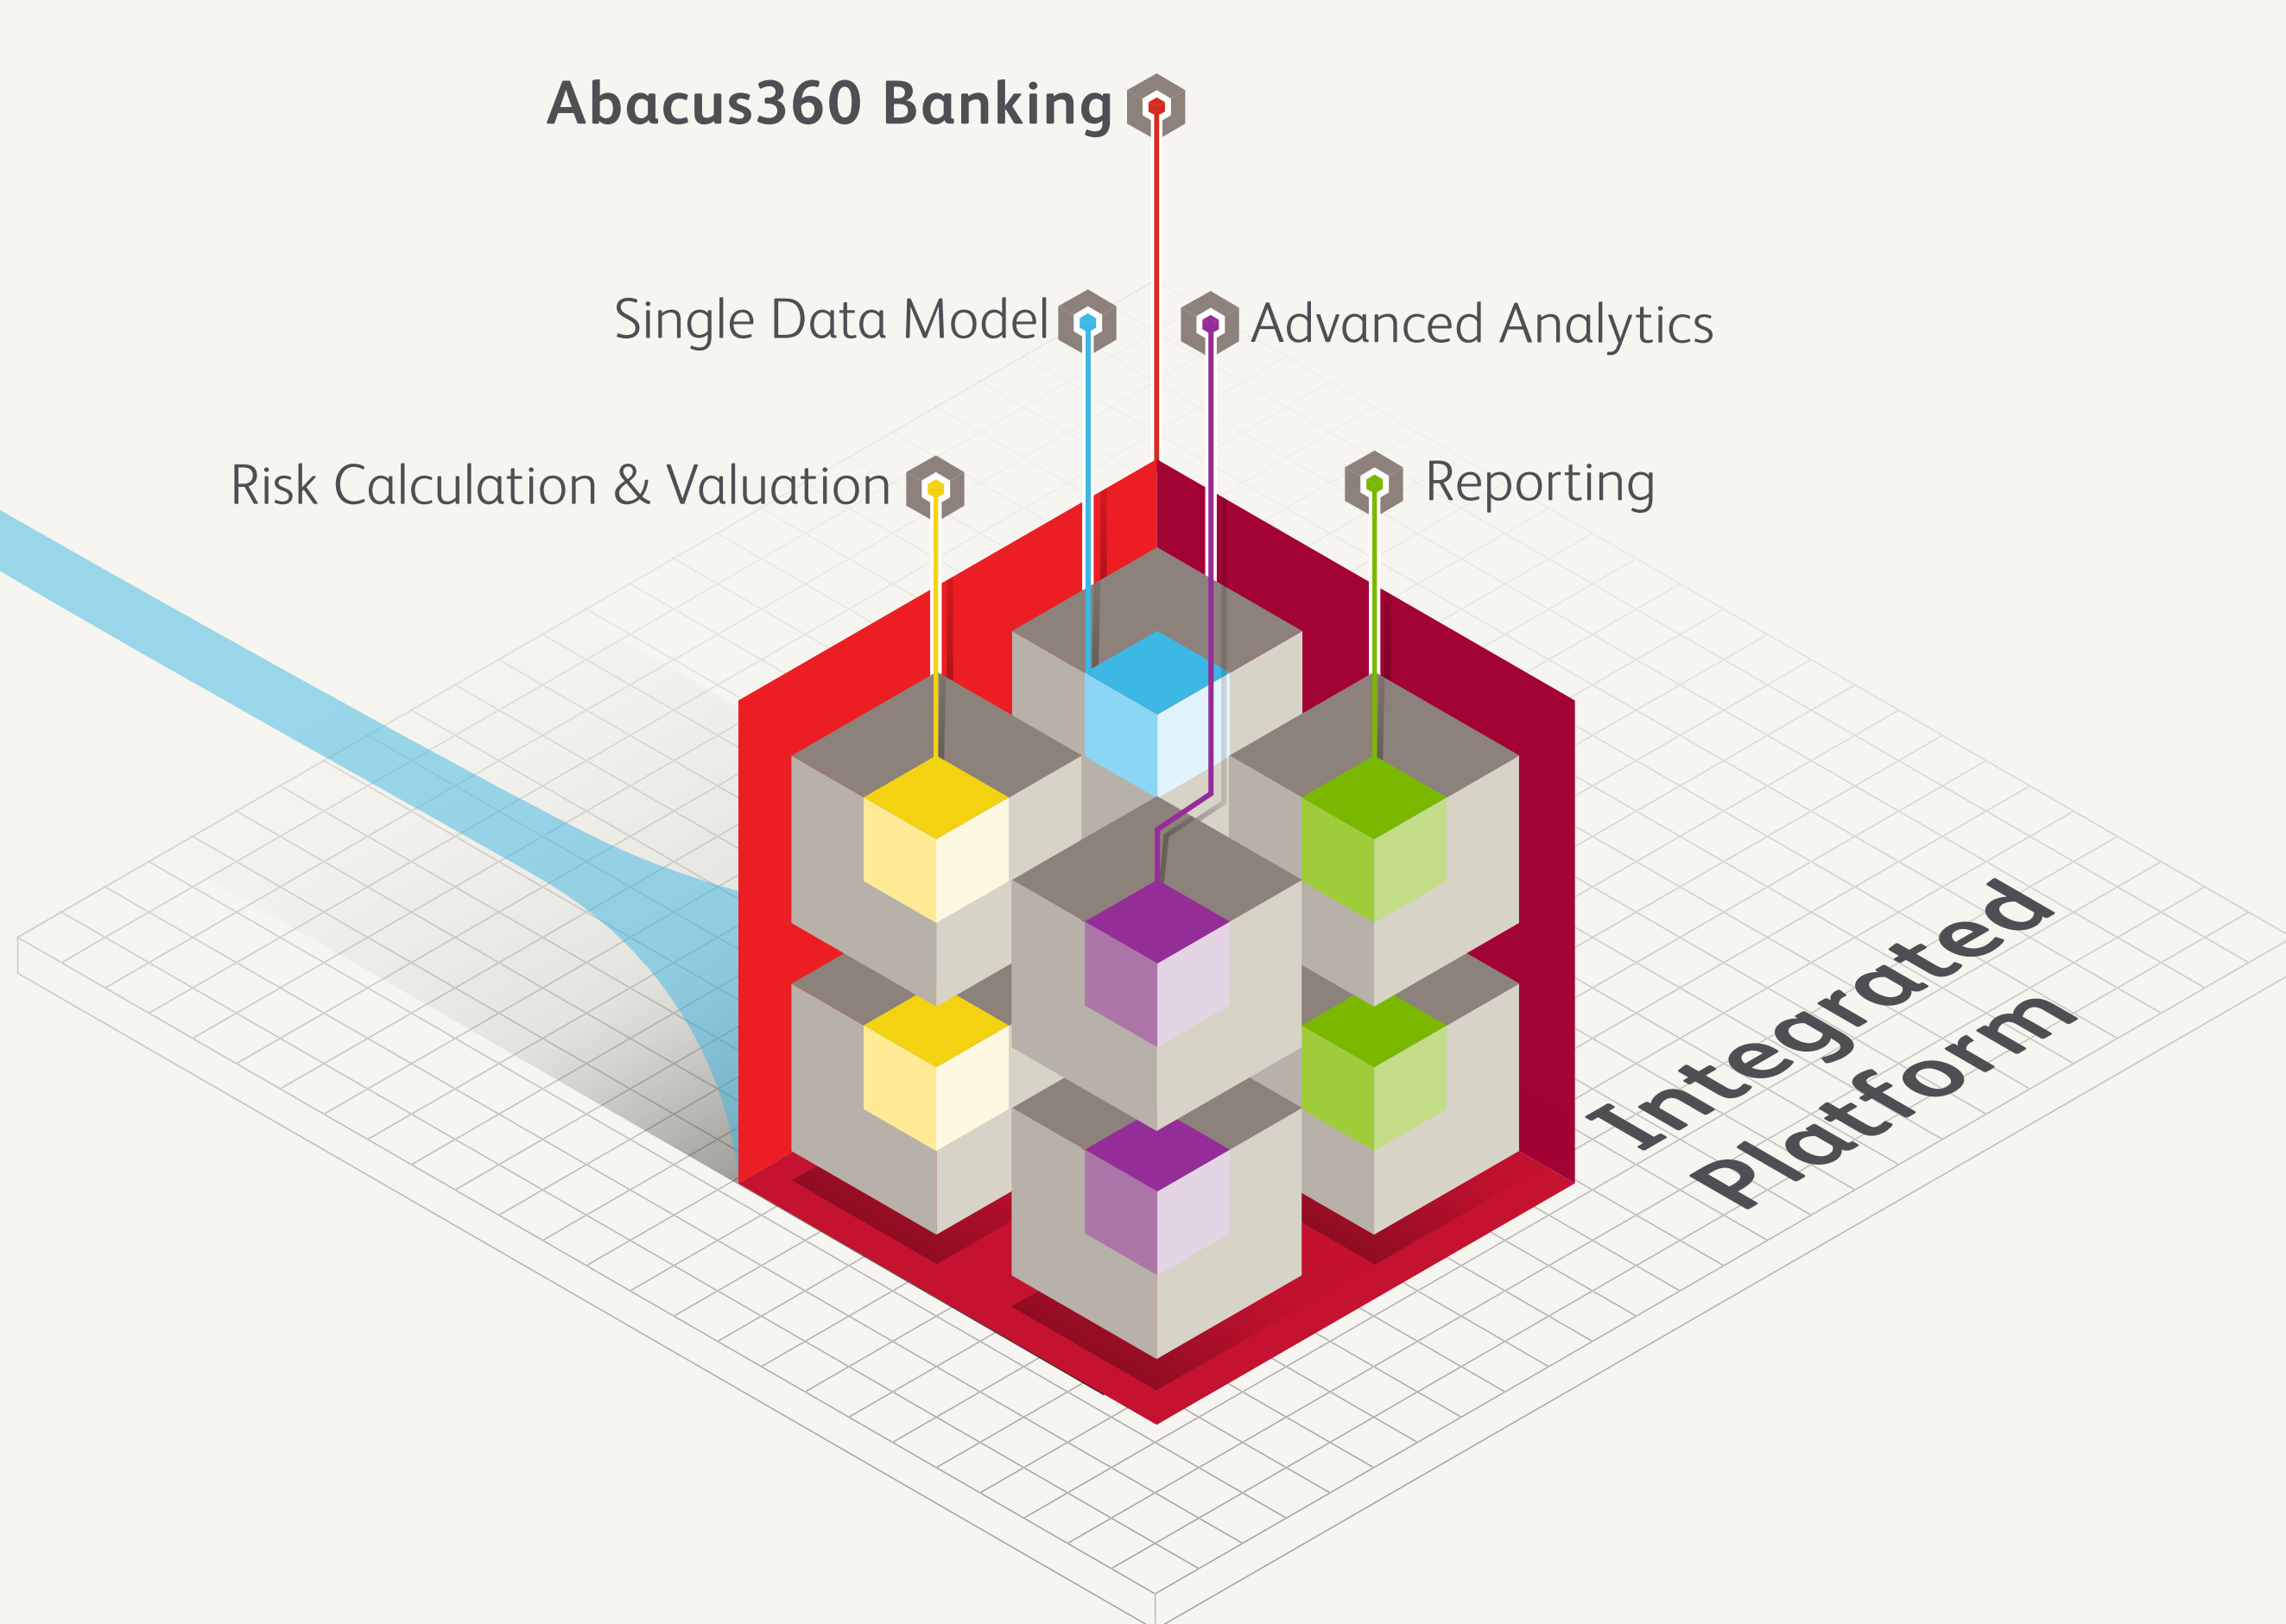 Abacus360 Banking
Single Data Model
Advanced Analytics
Risk Calculation & Valuation
Reporting
Integrated
Platform